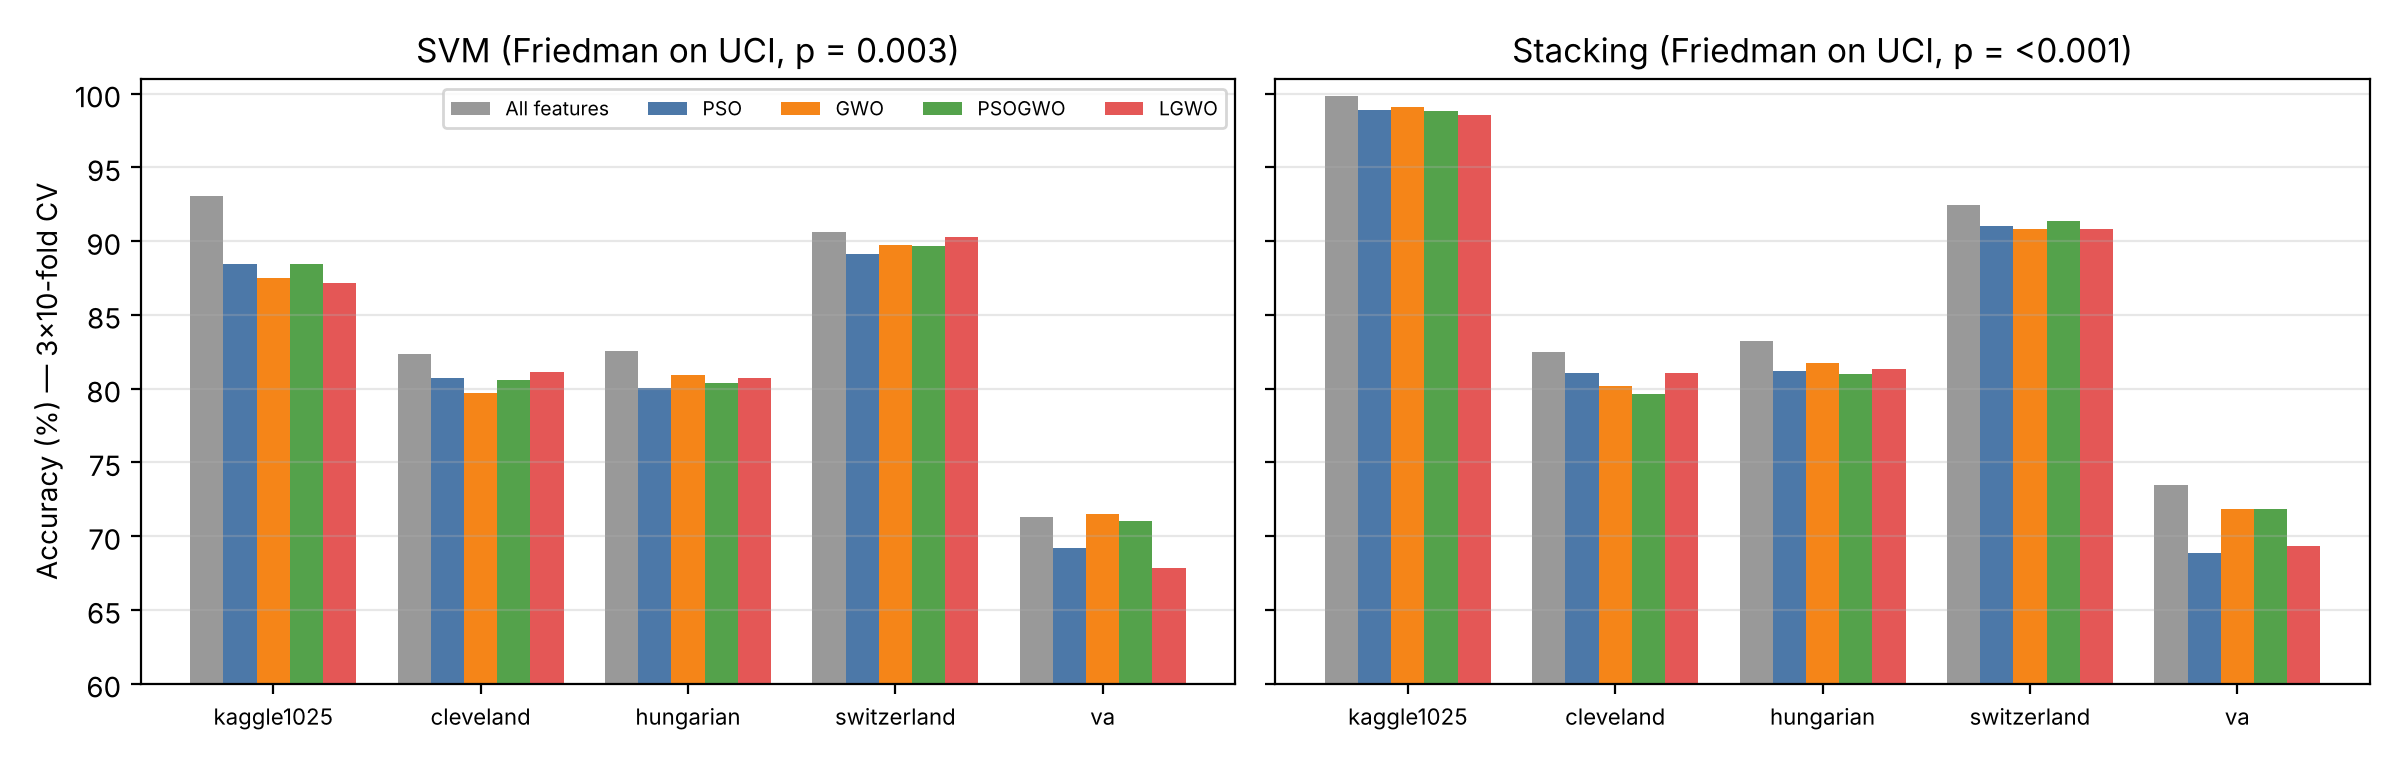 SVM (Friedman on UCI, p = 0.003)
Stacking (Friedman on UCI, p = <0.001)
All features PSO GWO PSOGWO LGWO
Accuracy (%) — 3×10-fold CV
100
95
90
85
80
75
70
65
60
kaggle1025 cleveland hungarian switzerland va
kaggle1025 cleveland hungarian switzerland va